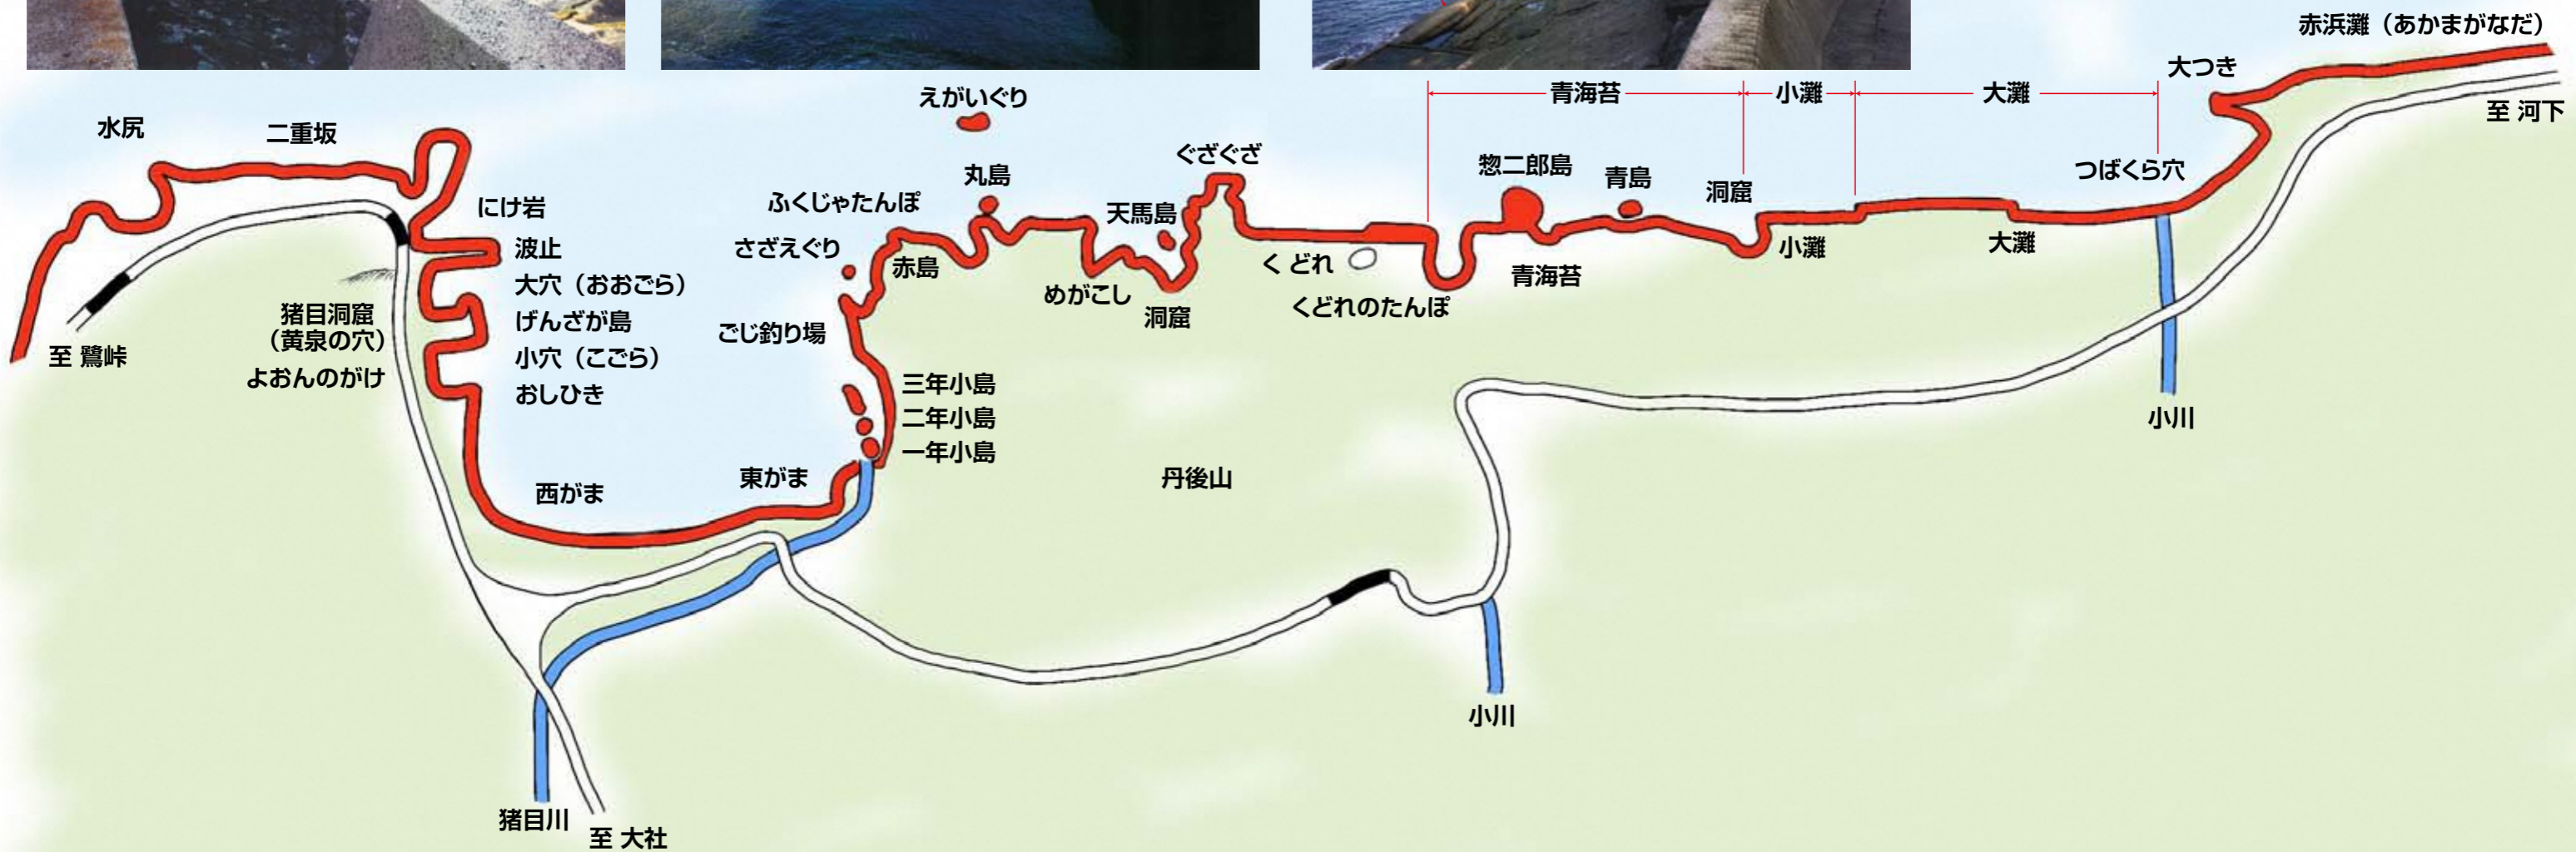 赤浜灘（あかまがなだ）
大つき
至 河下
青海苔
小灘
大灘
えがいぐり
水尻
二重坂
ぐざぐざ
惣二郎島
青島
洞窟
つばくら穴
丸島
ふくじゃたんぽ
天馬島
にけ岩
さざえぐり
赤島
波止
くどれ
小灘
大灘
大穴（おおごら）
めがこし
洞窟
くどれのたんぽ
青海苔
猪目洞窟
（黄泉の穴）
よおんのがけ
げんざが島
ごじ釣り場
至 鷺峠
小穴（こごら）
おしひき
三年小島
二年小島
一年小島
小川
西がま
東がま
丹後山
小川
猪目川
至 大社